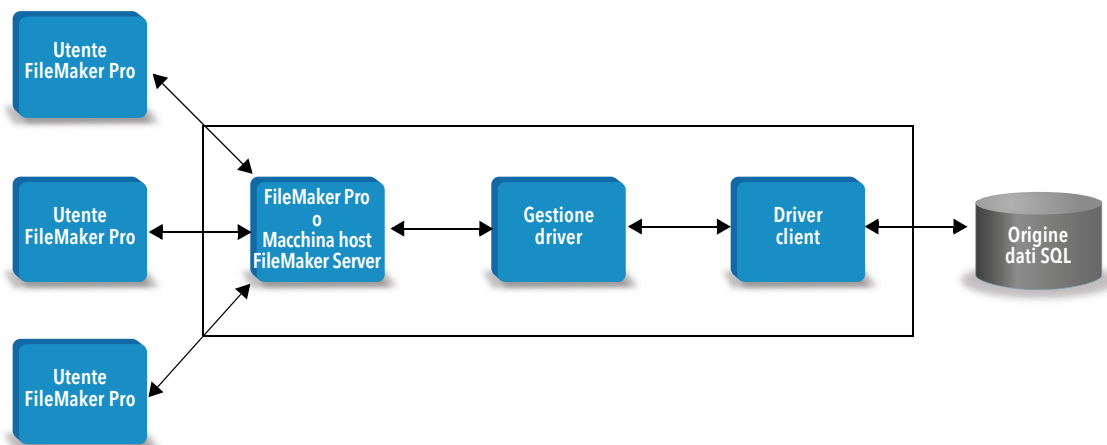 Utente
FileMaker Pro
Utente
FileMaker Pro
FileMaker Pro
o
Macchina host
FileMaker Server
Gestione
driver
Driver
client
Origine
dati SQL
Utente
FileMaker Pro